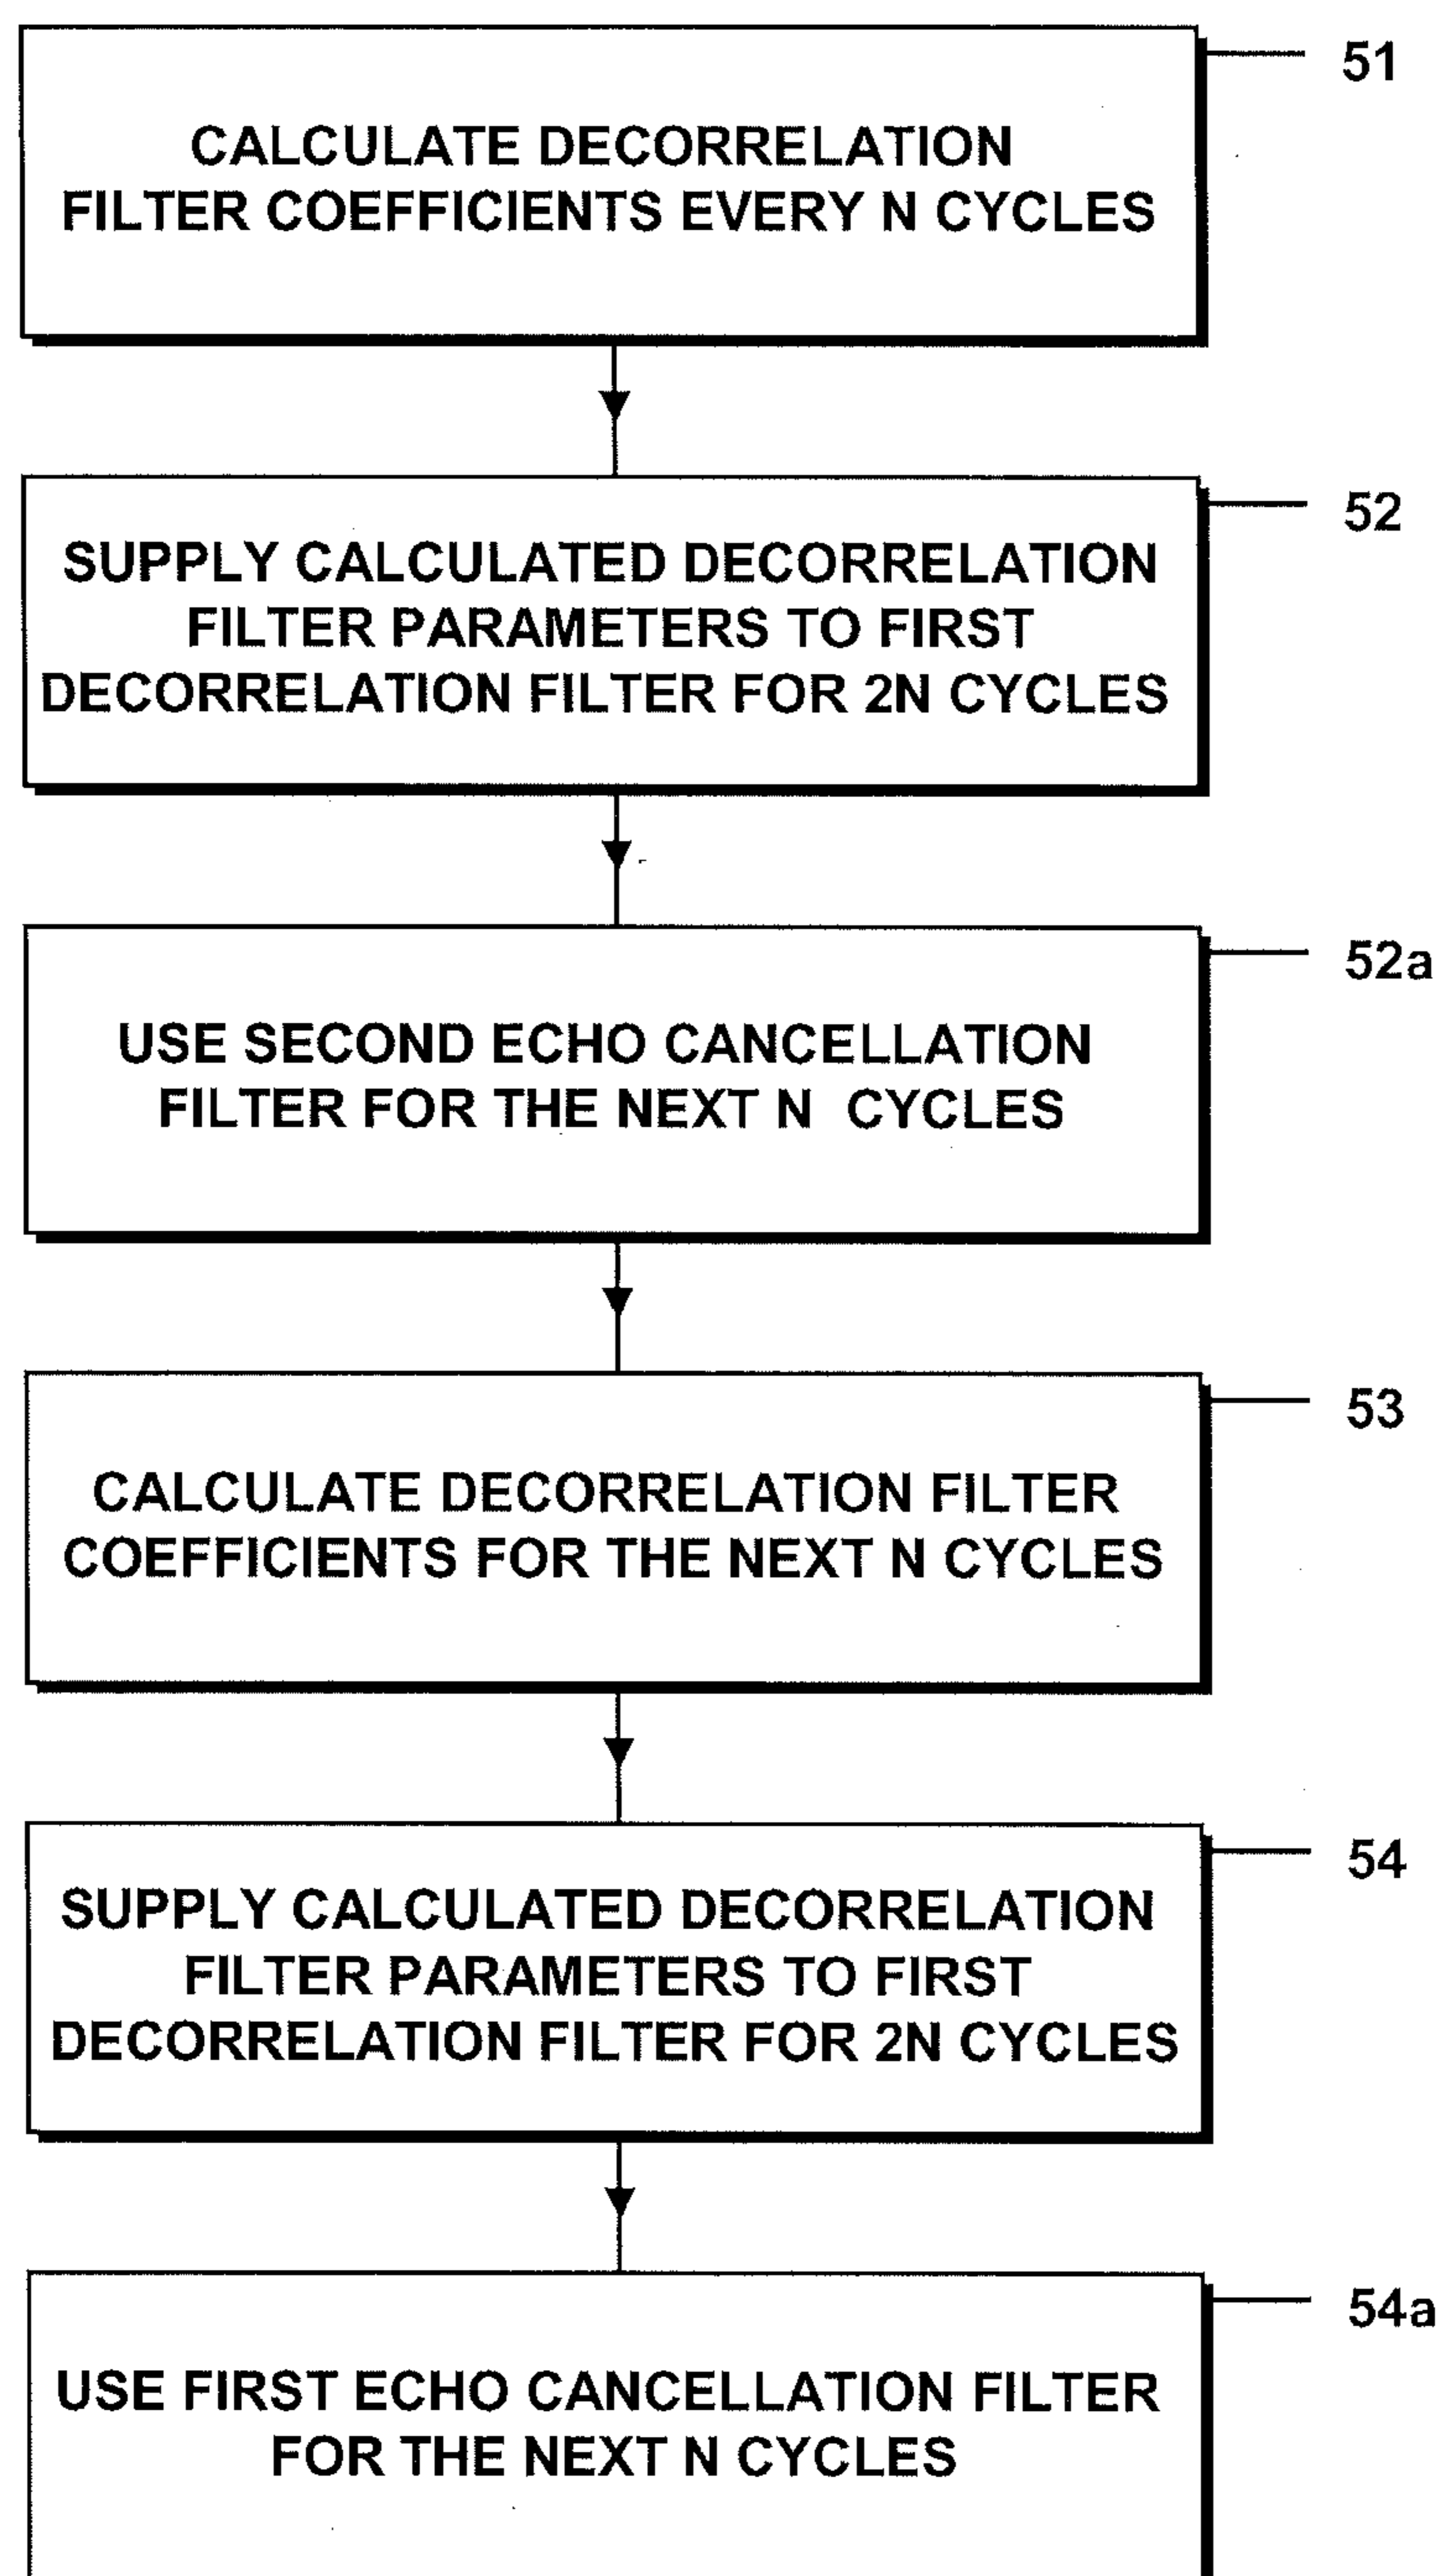 51
CALCULATE DECORRELATION
FILTER COEFFICIENTS EVERY N CYCLES
52
SUPPLY CALCULATED DECORRELATION
FILTER PARAMETERS TO FIRST
DECORRELATION FILTER FOR 2N CYCLES
52a
USE SECOND ECHO CANCELLATION
FILTER FOR THE NEXT N CYCLES
53
CALCULATE DECORRELATION FILTER
COEFFICIENTS FOR THE NEXT N CYCLES
54
SUPPLY CALCULATED DECORRELATION
FILTER PARAMETERS TO FIRST
DECORRELATION FILTER FOR 2N CYCLES
54a
USE FIRST ECHO CANCELLATION FILTER
FOR THE NEXT N CYCLES